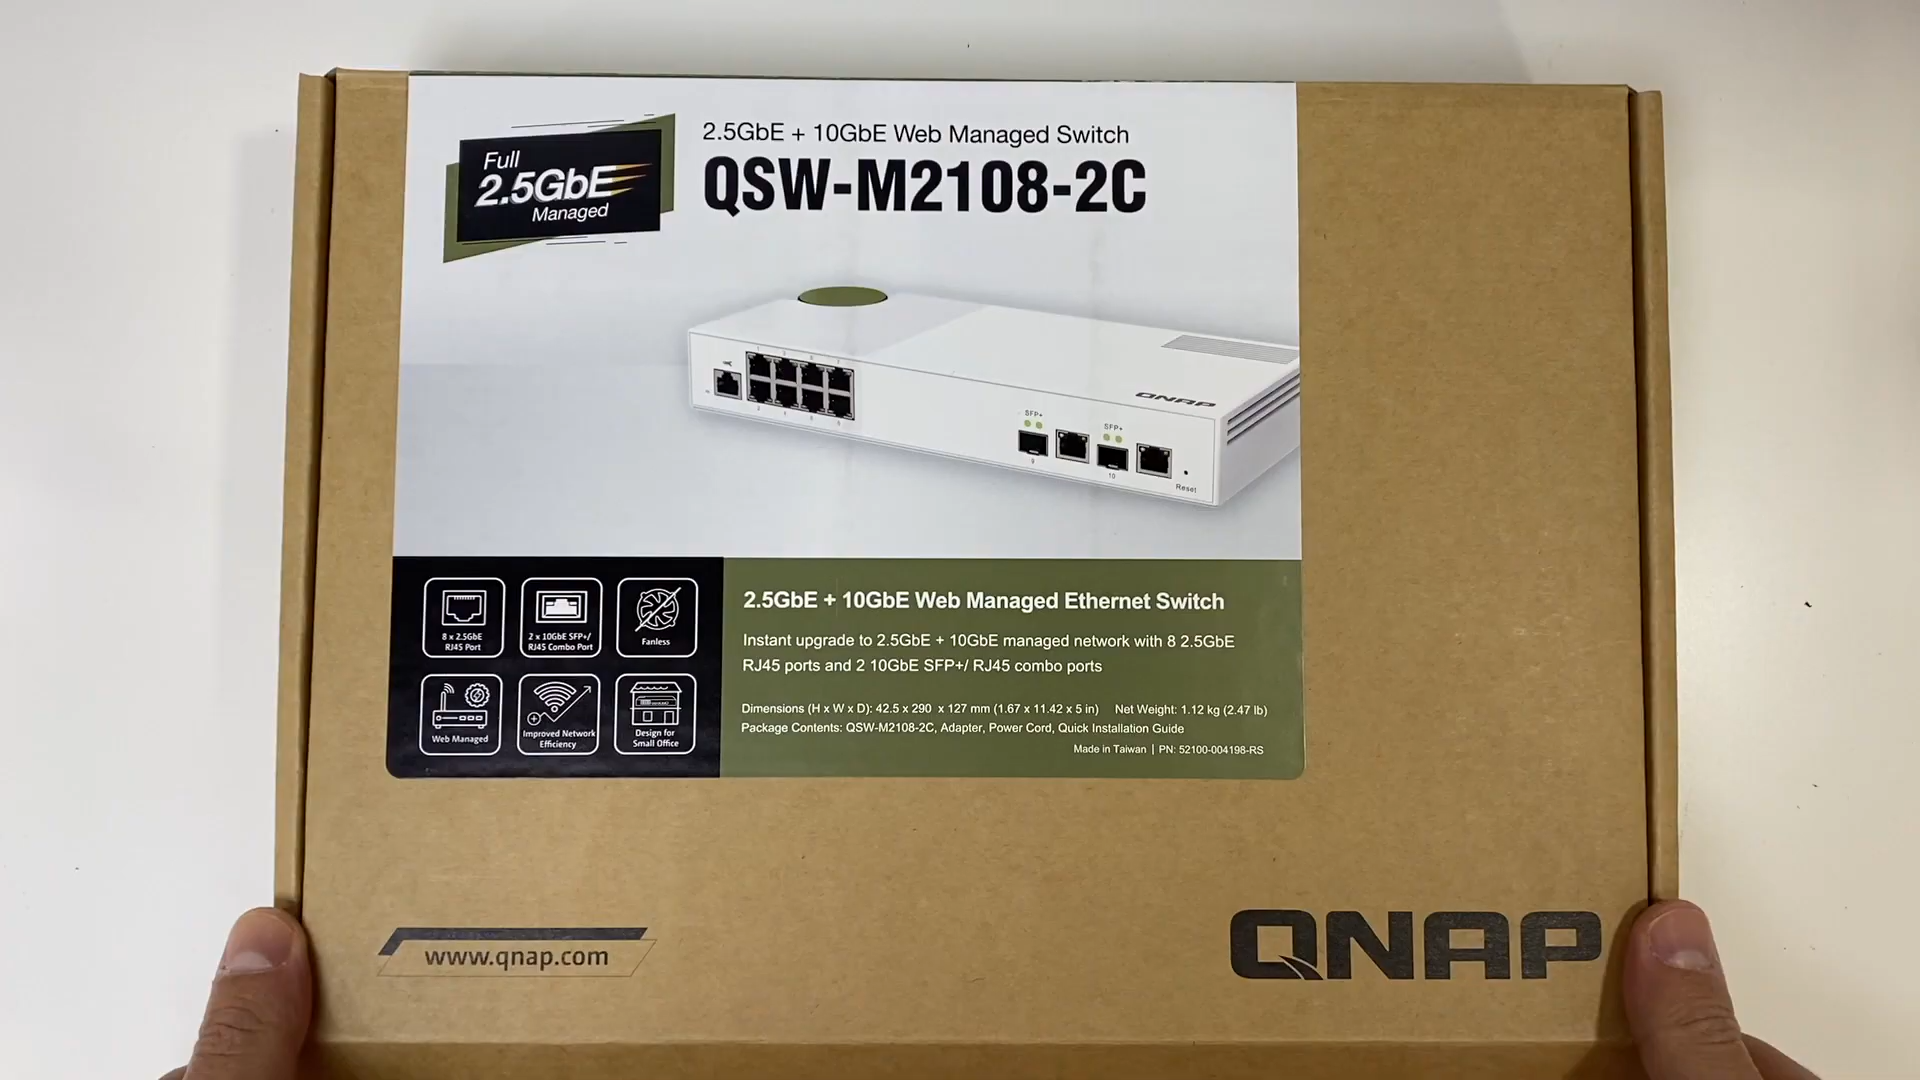 Full
2.5GbE
Managed
2.5GbE + 10GbE Web Managed Switch
QSW-M2108-2C
QNAP
SFP+
SFP+
9
10
Reset
8 x 2.5GbE
RJ45 Port
2 x 10GbE SFP+/
RJ45 Combo Port
Fanless
Web Managed
Improved Network
Efficiency
Design for
Small Office
2.5GbE + 10GbE Web Managed Ethernet Switch
Instant upgrade to 2.5GbE + 10GbE managed network with 8 2.5GbE
RJ45 ports and 2 10GbE SFP+/ RJ45 combo ports
Dimensions (H x W x D): 42.5 x 290 x 127 mm (1.67 x 11.42 x 5 in) Net Weight: 1.12 kg (2.47 lb)
Package Contents: QSW-M2108-2C, Adapter, Power Cord, Quick Installation Guide
Made in Taiwan | PN: 52100-004198-RS
www.qnap.com
QNAP